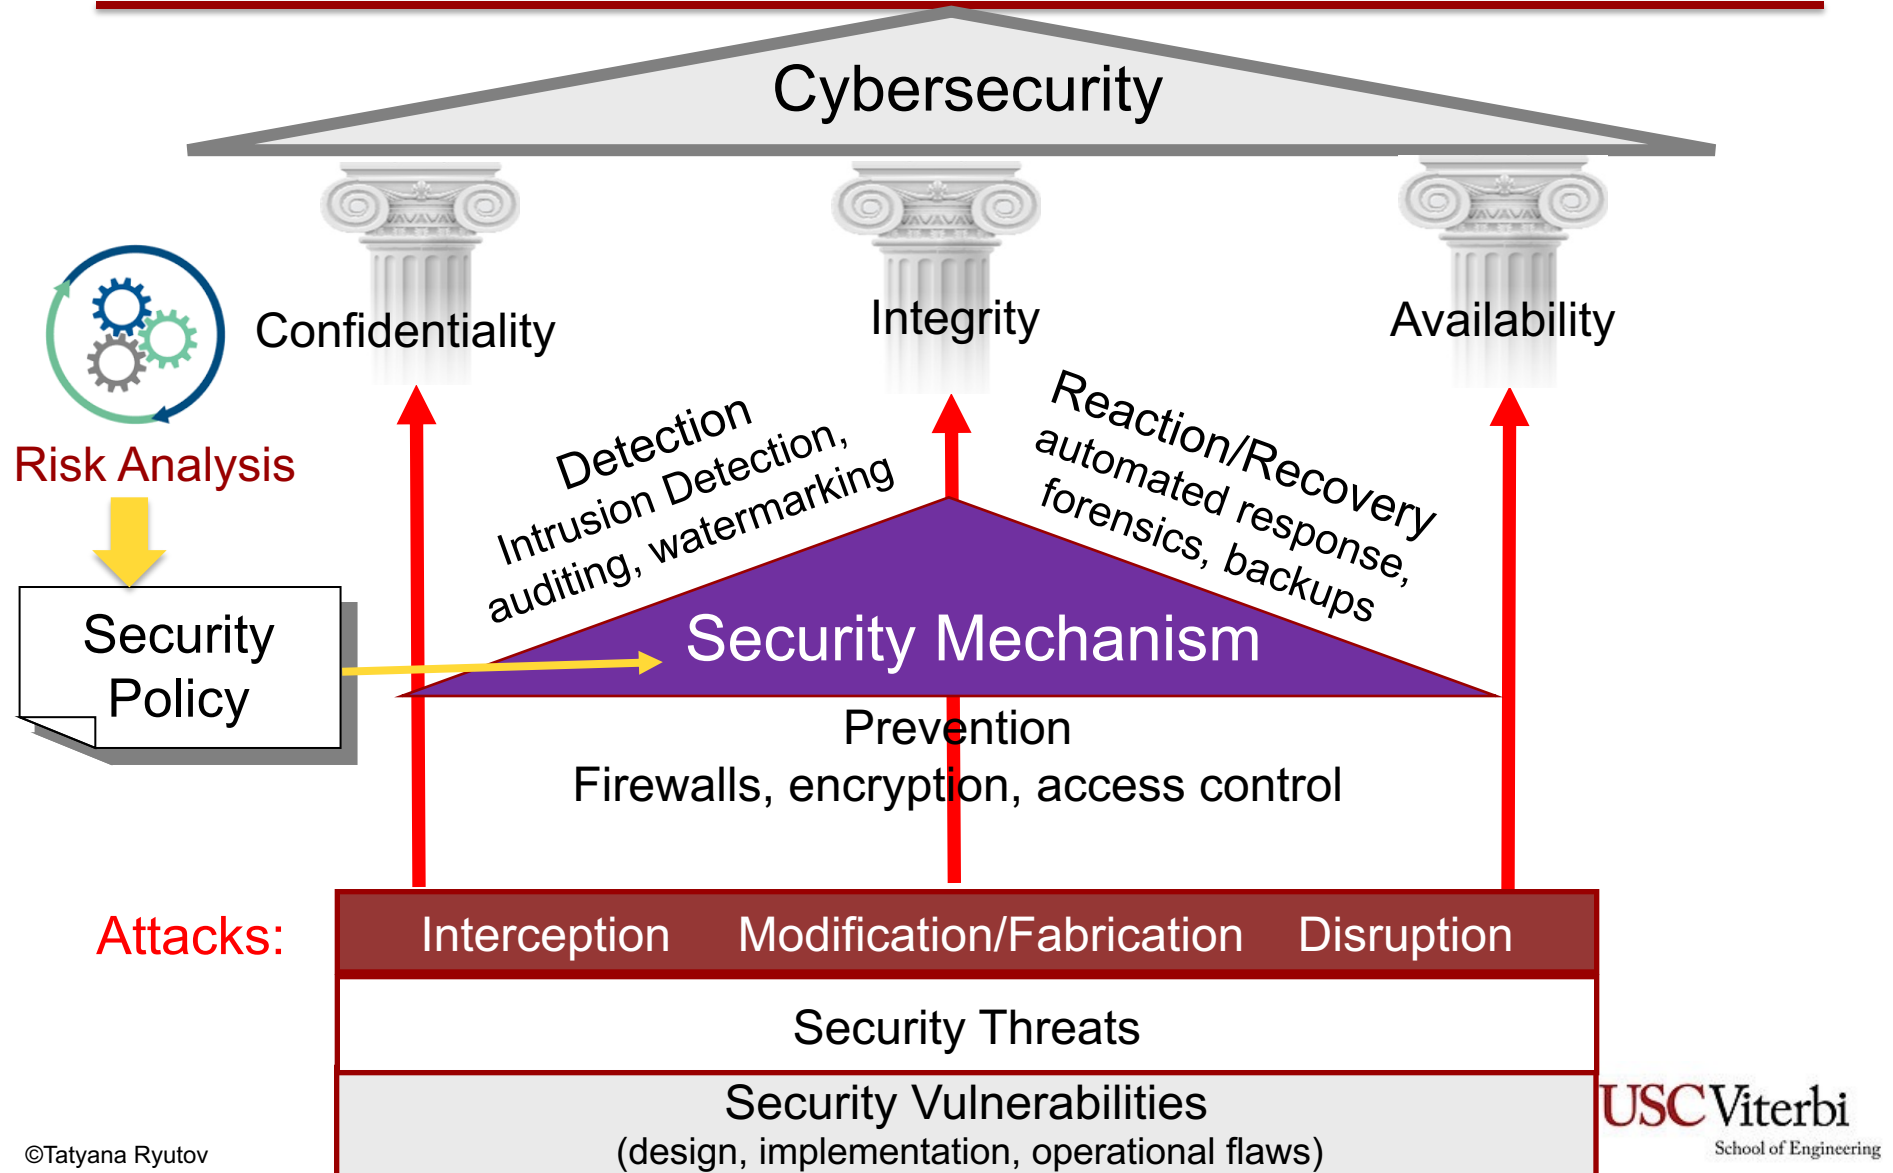 Cybersecurity
Confidentiality
Integrity
Availability
Risk Analysis
Detection
Intrusion Detection,
auditing, watermarking
Reaction/Recovery
automated response,
forensics, backups
Security
Policy
Security Mechanism
Prevention
Firewalls, encryption, access control
Attacks:
Interception
Modification/Fabrication
Disruption
Security Threats
Security Vulnerabilities
(design, implementation, operational flaws)
©Tatyana Ryutov
USC Viterbi
School of Engineering